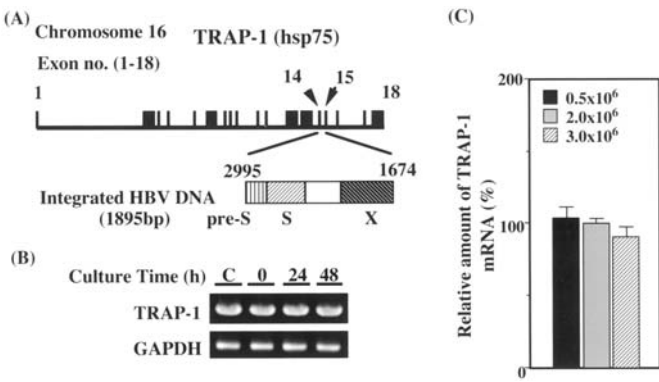 (A)
Chromosome 16 TRAP-1 (hsp75)
Exon no. (1-18)
1 14 15 18
2995 1674
Integrated HBV DNA
(1895bp)
pre-S S X
(B)
Culture Time (h) C 0 24 48
TRAP-1
GAPDH
(C)
Relative amount of TRAP-1
mRNA (%)
200
100
0
0.5x10⁶
2.0x10⁶
3.0x10⁶